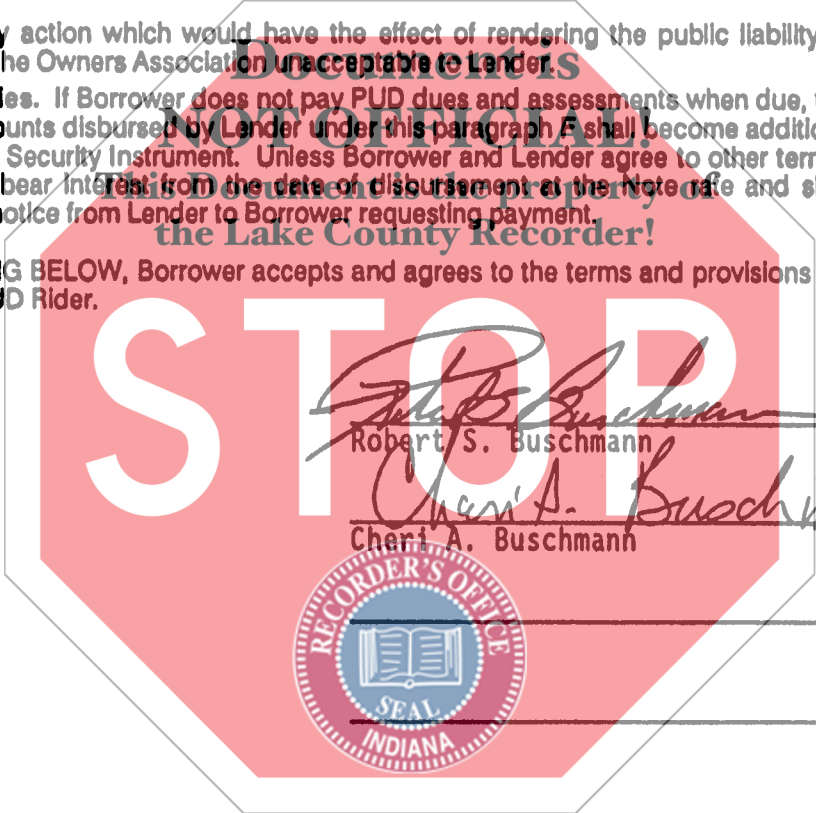 y action which would have the effect of rendering the public liability
he Owners Association unacceptable to Lender.
Document is
ies. If Borrower does not pay PUD dues and assessments when due,
unts disbursed by Lender under this paragraph F shall become additio
NOT OFFICIAL!
Security Instrument. Unless Borrower and Lender agree to other term
bear interest from the date of disbursement at the Note rate and s
This Document is the property of
notice from Lender to Borrower requesting payment.
the Lake County Recorder!
G BELOW, Borrower accepts and agrees to the terms and provisions
D Rider.
STOP
Robert S. Buschmann
Cheri A. Busch
Cheri A. Buschmann
RECORDER'S OFFICE
SEAL
INDIANA